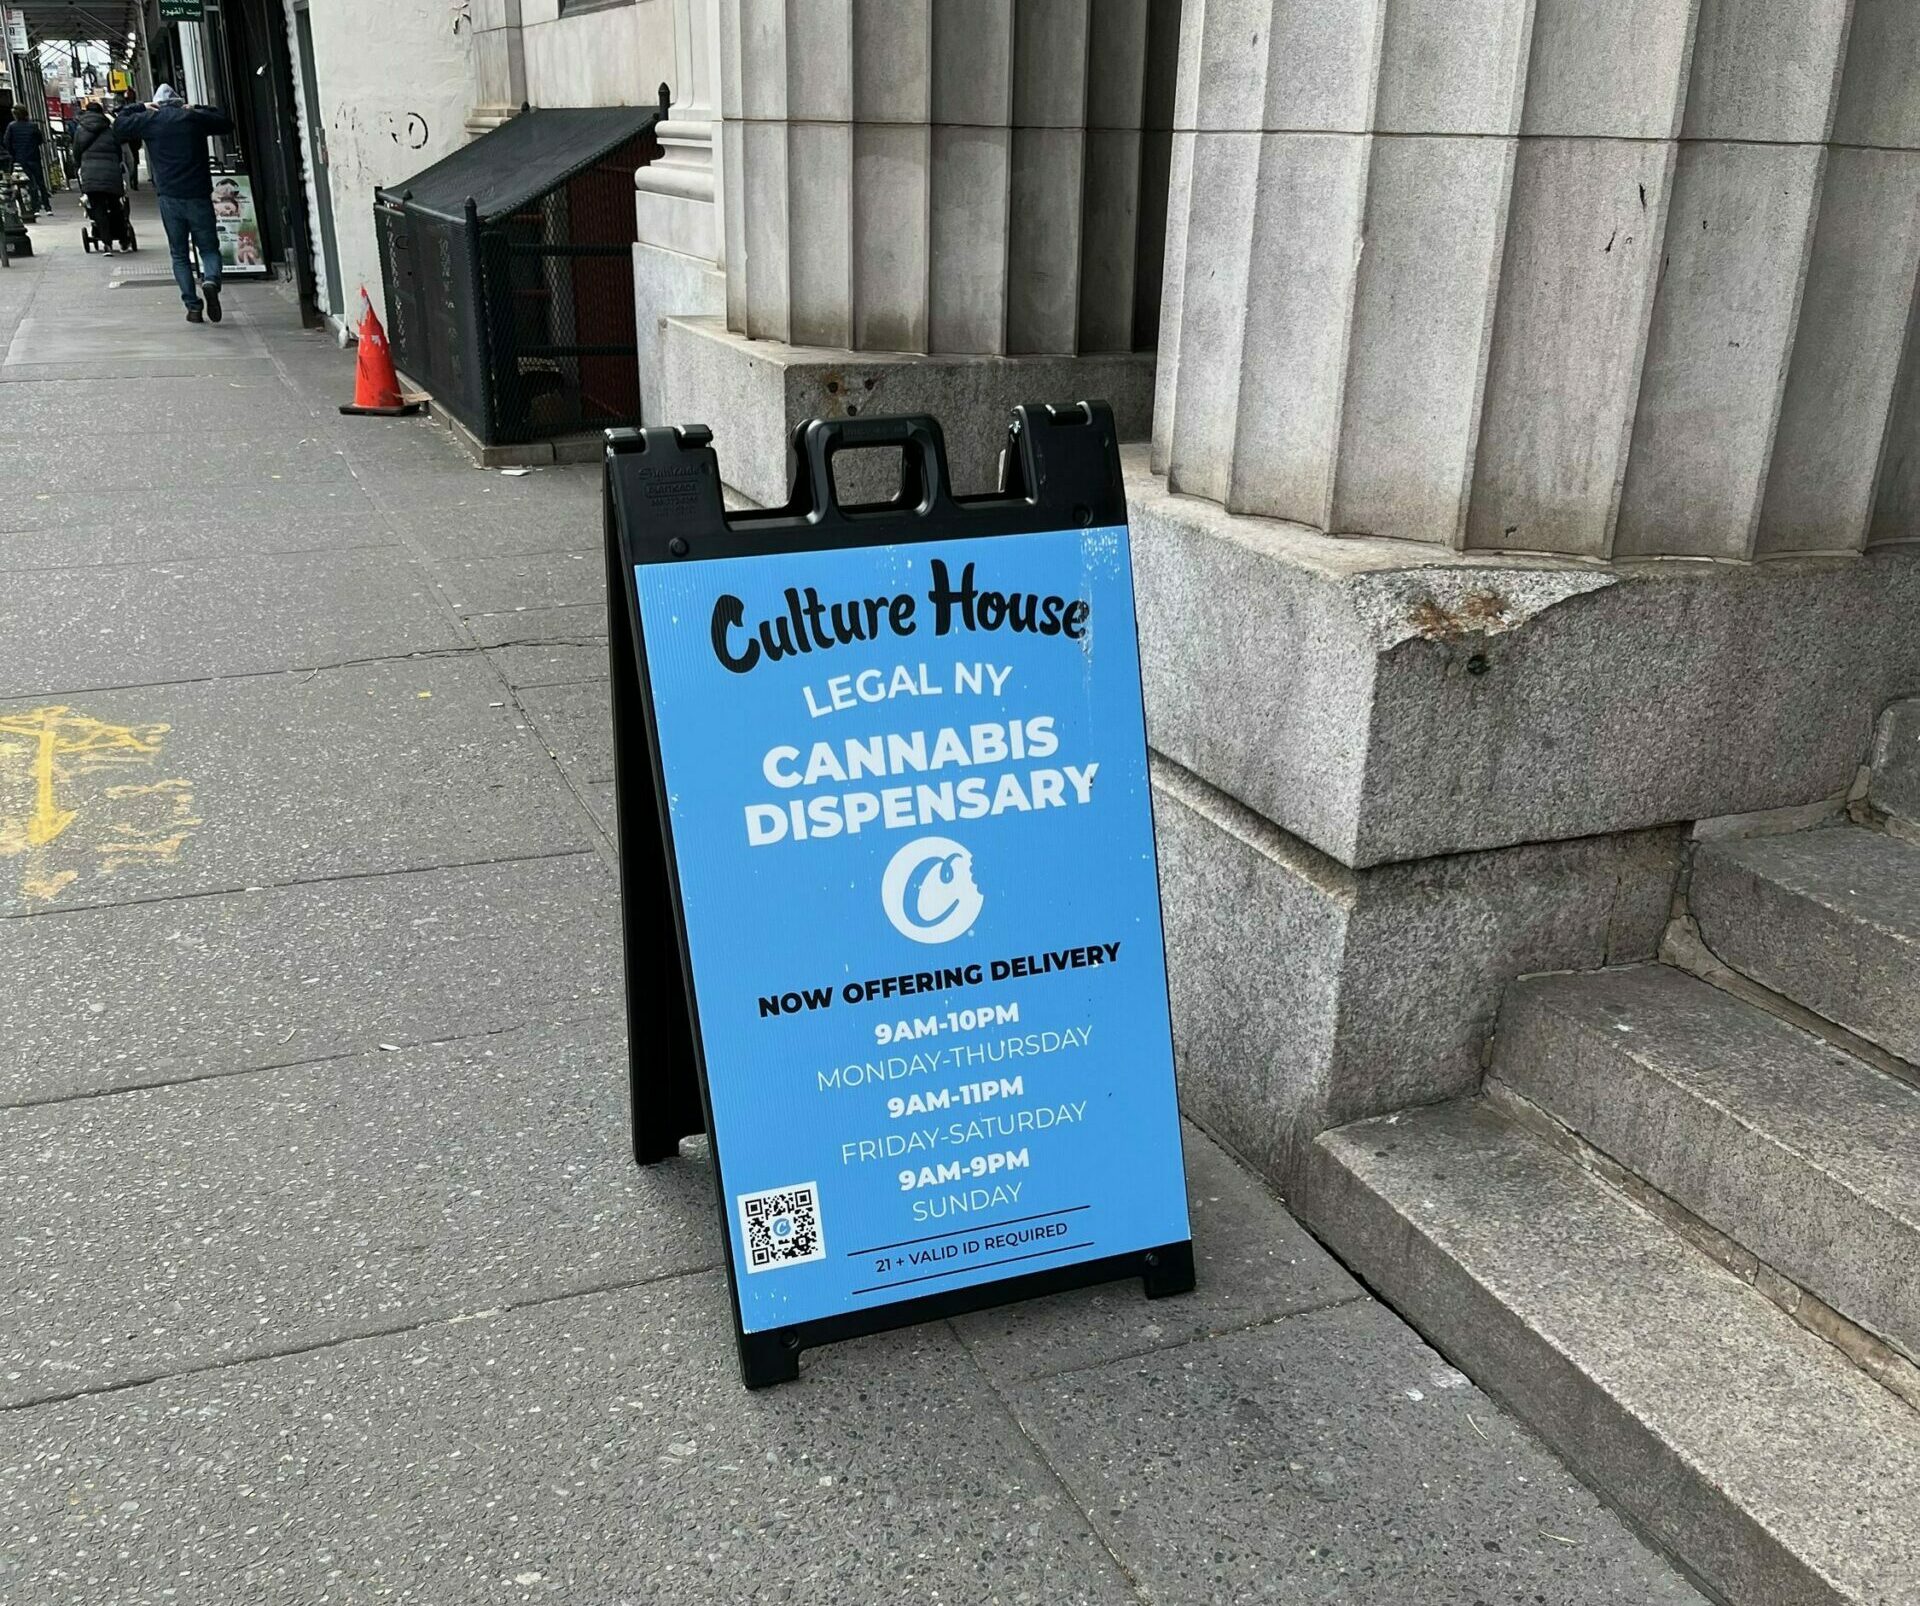 Culture House
LEGAL NY
CANNABIS
DISPENSARY
C
NOW OFFERING DELIVERY
9AM-10PM
MONDAY-THURSDAY
9AM-11PM
FRIDAY-SATURDAY
9AM-9PM
SUNDAY
21 + VALID ID REQUIRED